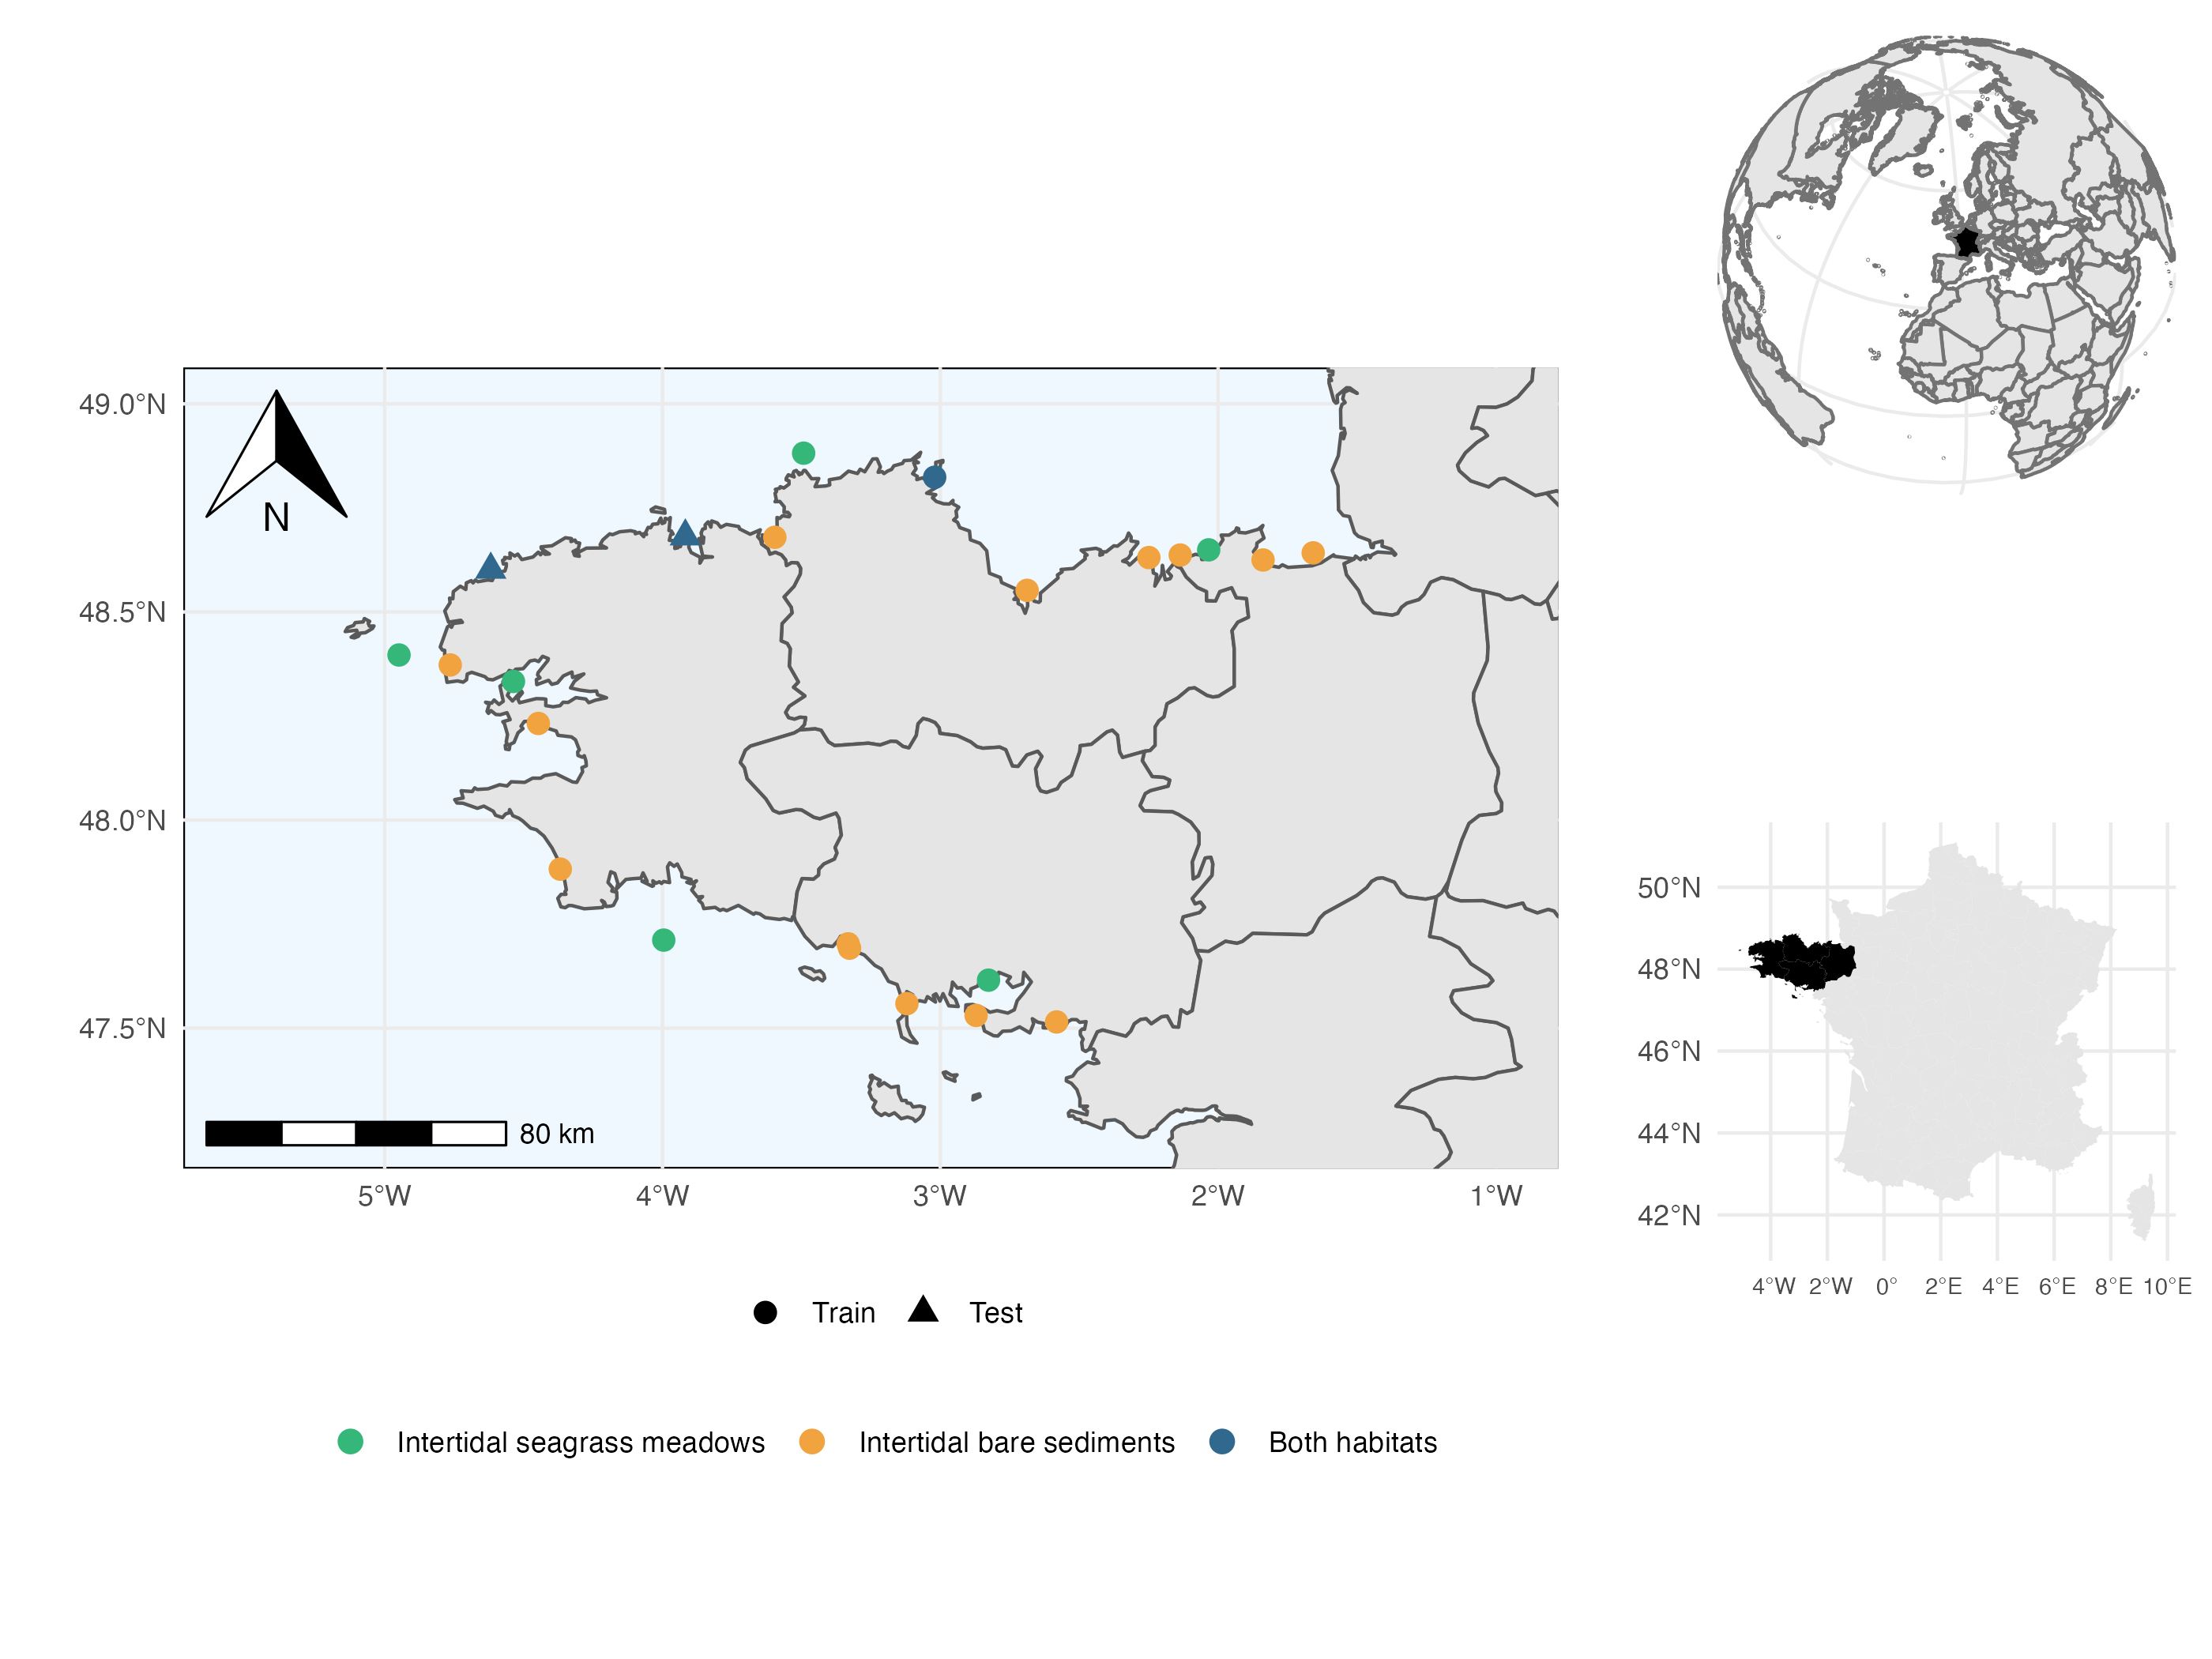 49.0°N
48.5°N
48.0°N
47.5°N
N
80 km
5°W 4°W 3°W 2°W 1°W
Train Test
Intertidal seagrass meadows Intertidal bare sediments Both habitats
50°N
48°N
46°N
44°N
42°N
4°W 2°W 0° 2°E 4°E 6°E 8°E 10°E